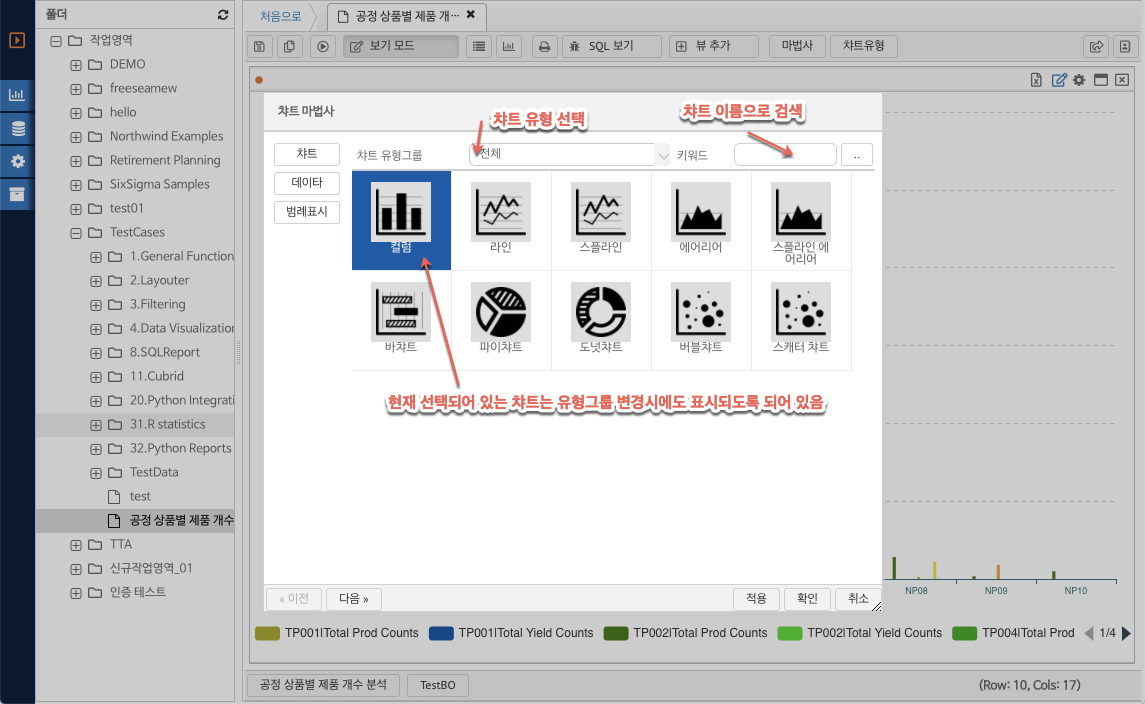 폴더
작업영역
DEMO
freeseamew
hello
Northwind Examples
Retirement Planning
SixSigma Samples
test01
TestCases
1.General Function
2.Layouter
3.Filtering
4.Data Visualization
8.SQLReport
11.Cubrid
20.Python Integrati
31.R statistics
32.Python Reports
TestData
test
공정 상품별 제품 개수
TTA
신규작업영역_01
인증 테스트
처음으로
공정 상품별 제품 개···
보기 모드
SQL 보기
뷰 추가
마법사
챠트유형
챠트 마법사
챠트 유형 선택
챠트 이름으로 검색
챠트
데이타
범례표시
챠트 유형그룹
전체
키워드
..
컬럼
라인
스플라인
에어리어
스플라인 에
어리어
바챠트
파이챠트
도넛챠트
버블챠트
스캐터 챠트
현재 선택되어 있는 챠트는 유형그룹 변경시에도 표시되도록 되어 있음
« 이전
다음 »
적용
확인
취소
NP08
NP09
NP10
TP001|Total Prod Counts
TP001|Total Yield Counts
TP002|Total Prod Counts
TP002|Total Yield Counts
TP004|Total Prod
1/4
공정 상품별 제품 개수 분석
TestBO
(Row: 10, Cols: 17)